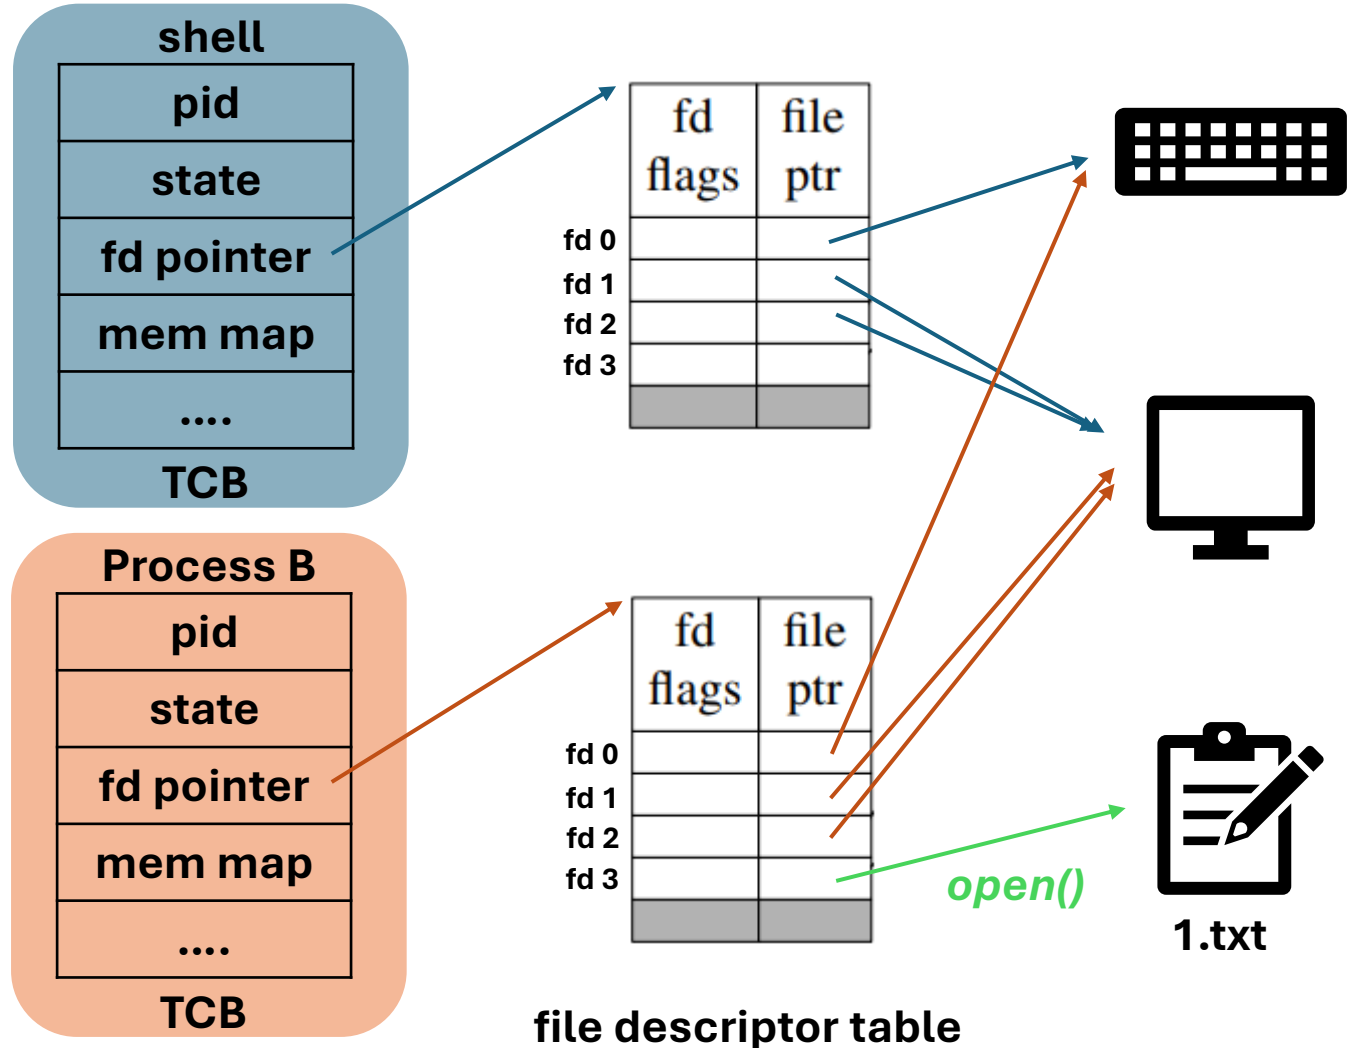 shell
pid
state
fd pointer
mem map
....
TCB
fd
flags
file
ptr
fd 0
fd 1
fd 2
fd 3
Process B
pid
state
fd pointer
mem map
....
TCB
fd
flags
file
ptr
fd 0
fd 1
fd 2
fd 3
open()
1.txt
file descriptor table